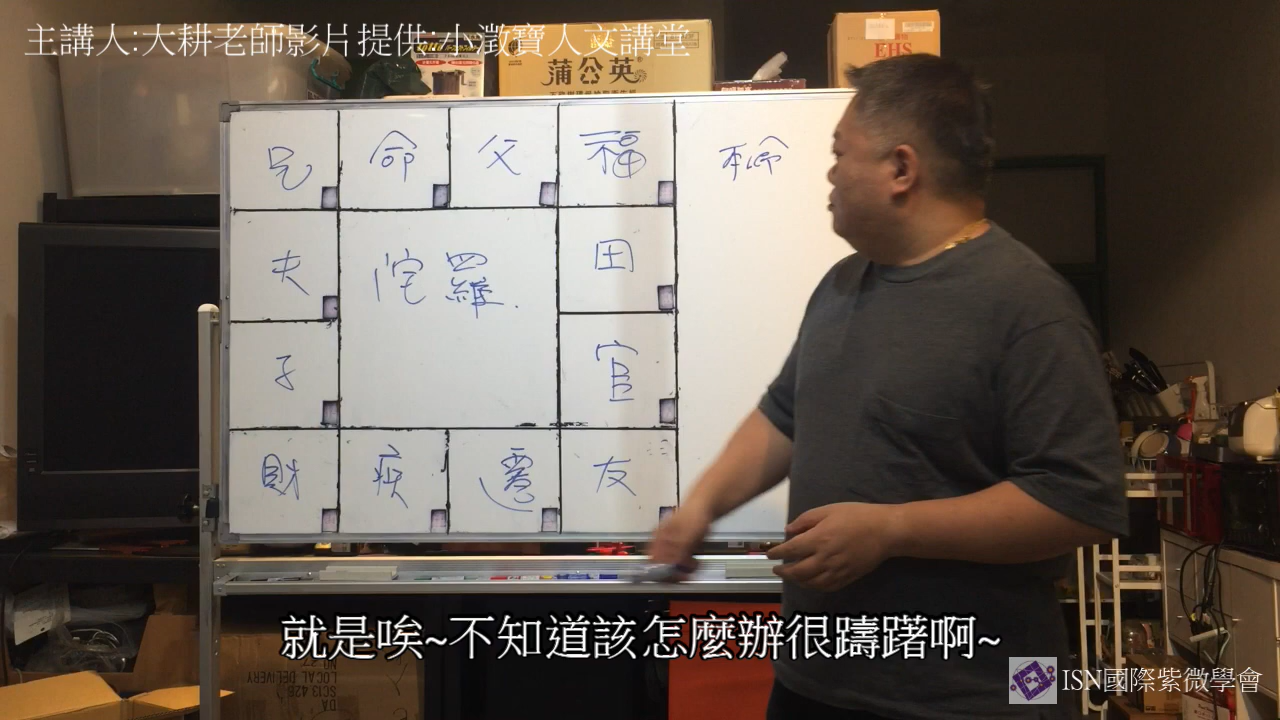 主講人:大耕老師影片提供:小澂寶人文講堂
蒲公英
EHS
兄 命 父 福 本命
夫 陀羅. 田
子 官
財 疾 遷 友
LOCAL DELIVERY
就是唉~不知道該怎麼辦很躊躇啊~
ISN國際紫微學會